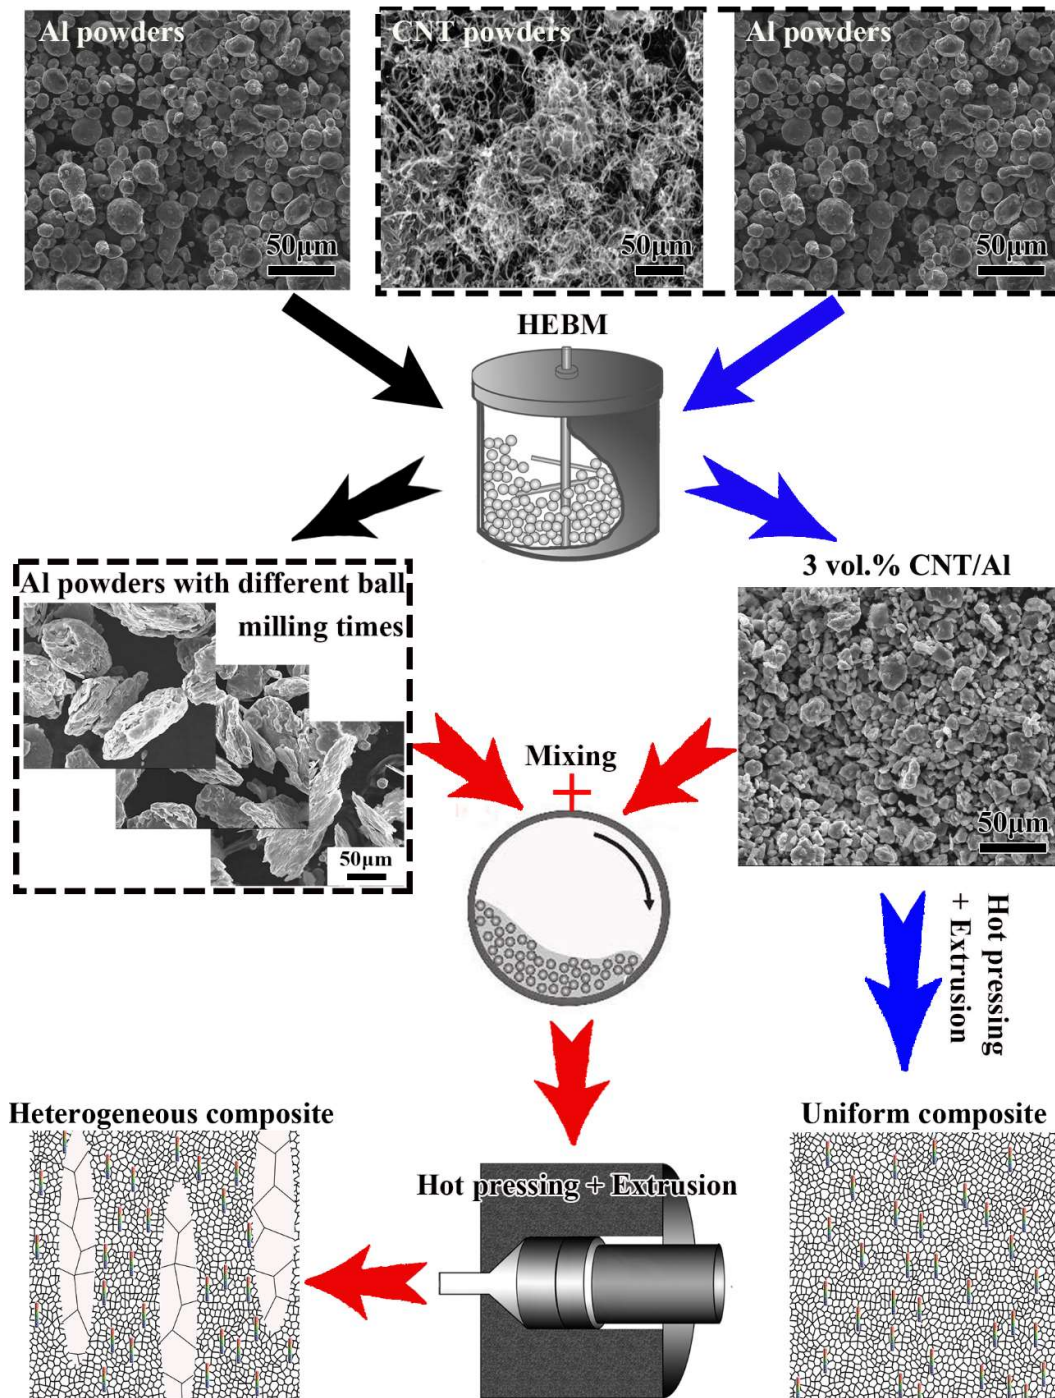 Al powders
CNT powders
Al powders
50μm
50μm
50μm
HEBM
Al powders with different ball
milling times
50μm
3 vol.% CNT/Al
50μm
Mixing
+
Hot pressing
+ Extrusion
Heterogeneous composite
Hot pressing + Extrusion
Uniform composite